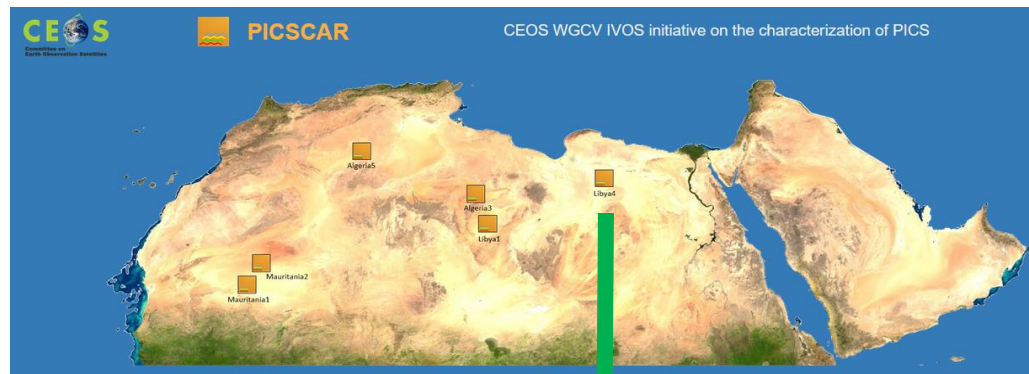 CEOS
Committee on
Earth Observation Satellites
PICSCAR
CEOS WGCV IVOS initiative on the characterization of PICS
Algeria5
Algeria3
Libya4
Libya1
Mauritania2
Mauritania1